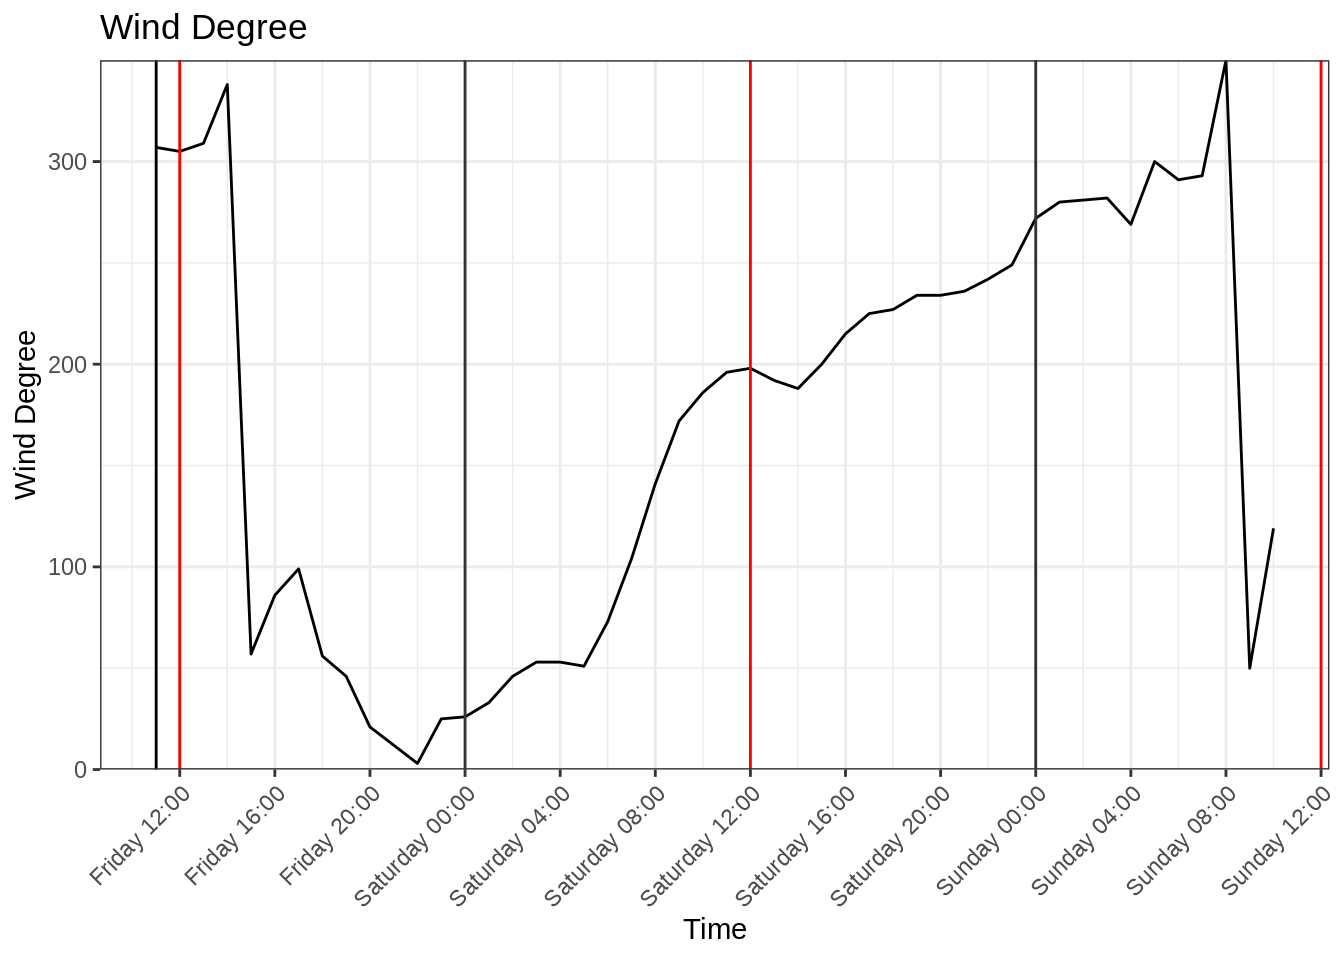 Wind Degree
Wind Degree
300
200
100
0
Friday 12:00
Friday 16:00
Friday 20:00
Saturday 00:00
Saturday 04:00
Saturday 08:00
Saturday 12:00
Saturday 16:00
Saturday 20:00
Sunday 00:00
Sunday 04:00
Sunday 08:00
Sunday 12:00
Time